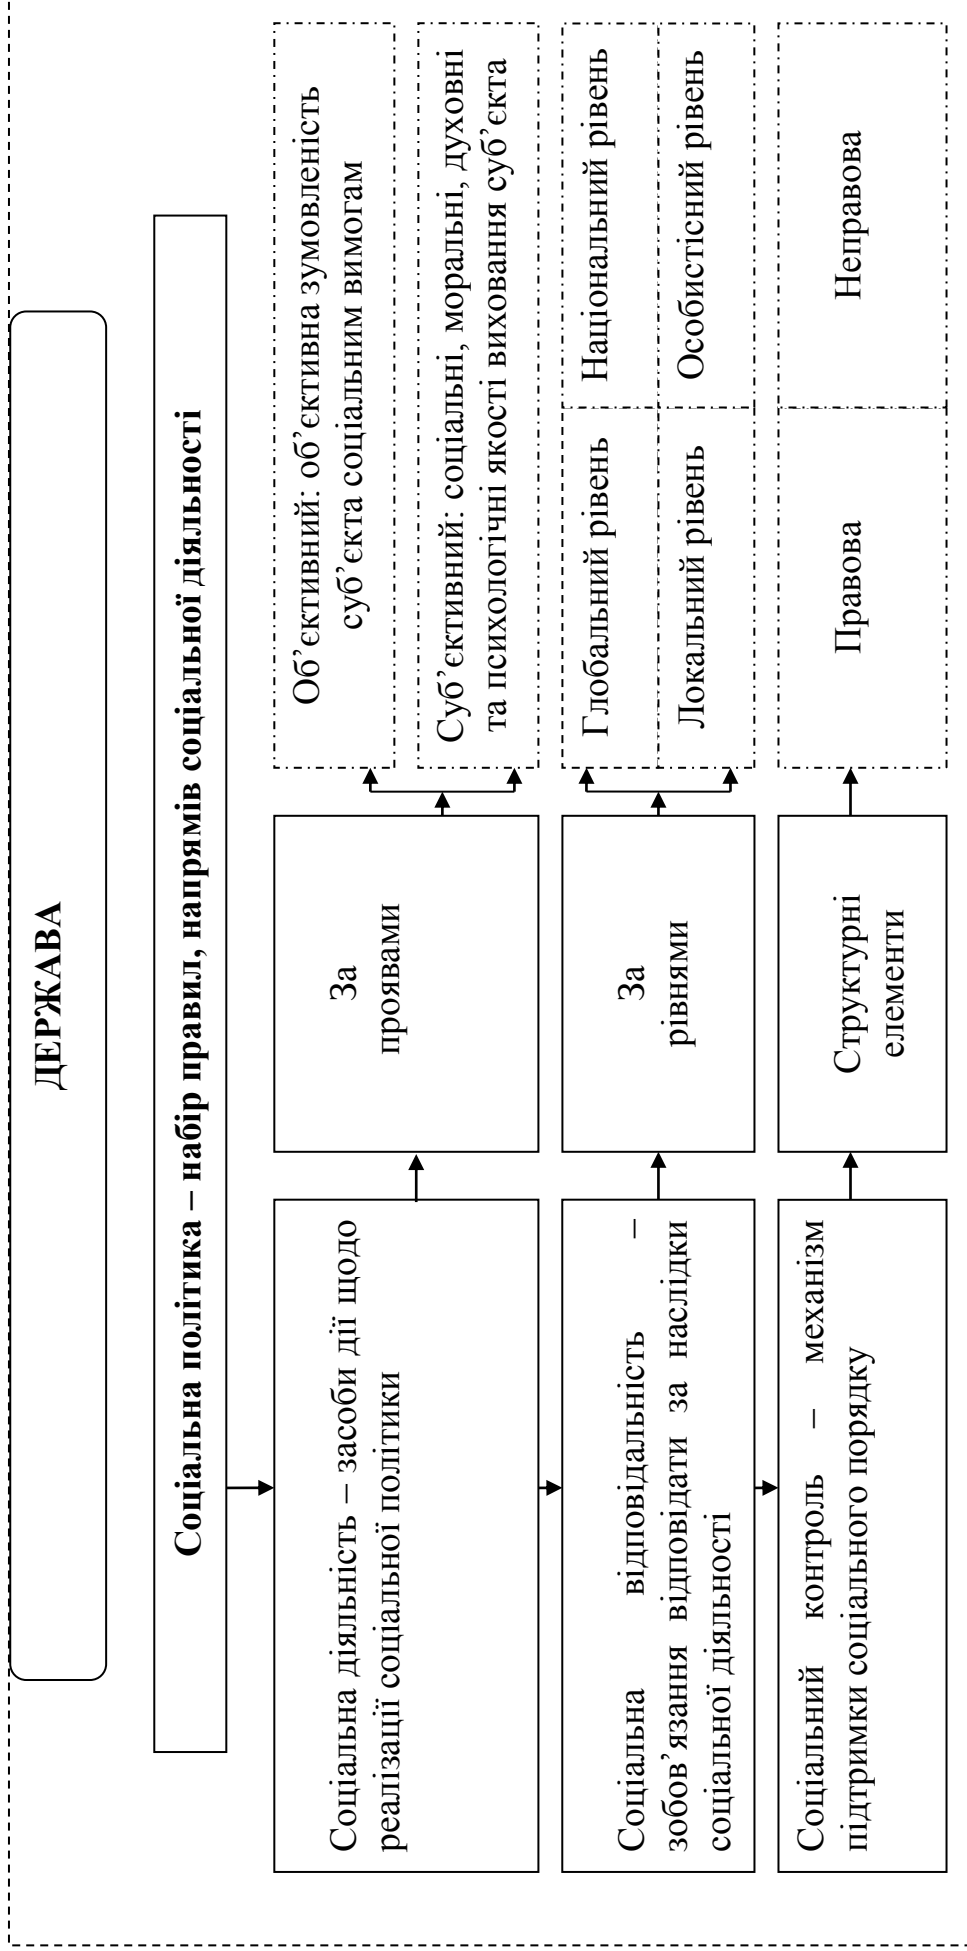 ДЕРЖАВА
Соціальна політика – набір правил, напрямів соціальної діяльності
Соціальна діяльність – засоби дії щодо
реалізації соціальної політики
За
проявами
Об’єктивний: об’єктивна зумовленість
суб’єкта соціальним вимогам
Суб’єктивний: соціальні, моральні, духовні
та психологічні якості виховання суб’єкта
Соціальна відповідальність –
зобов’язання відповідати за наслідки
соціальної діяльності
За
рівнями
Глобальний рівень
Національний рівень
Локальний рівень
Особистісний рівень
Соціальний контроль – механізм
підтримки соціального порядку
Структурні
елементи
Правова
Неправова